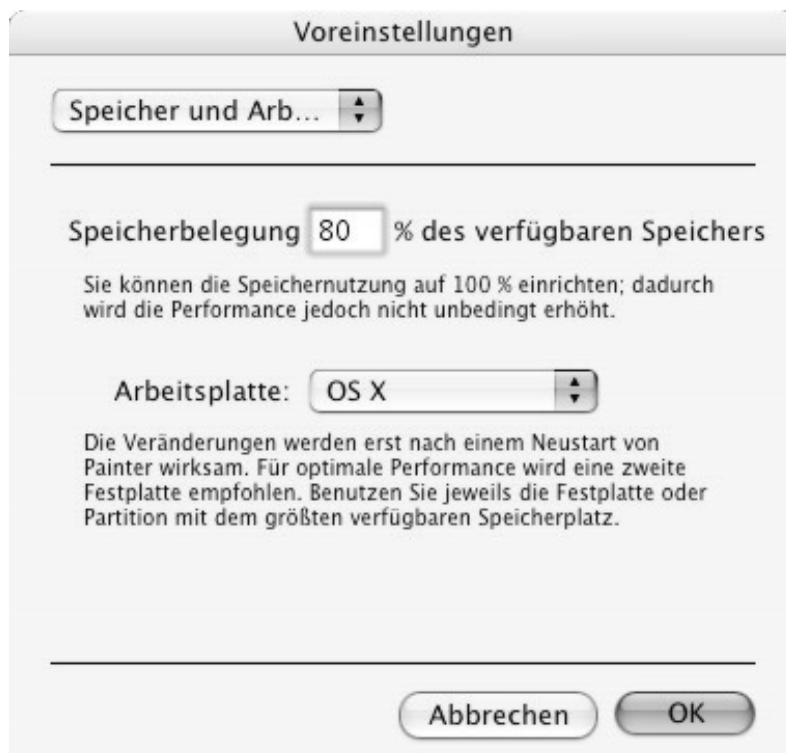 Voreinstellungen
Speicher und Arb...
Speicherbelegung 80 % des verfügbaren Speichers
Sie können die Speichernutzung auf 100 % einrichten; dadurch
wird die Performance jedoch nicht unbedingt erhöht.
Arbeitsplatte: OS X
Die Veränderungen werden erst nach einem Neustart von
Painter wirksam. Für optimale Performance wird eine zweite
Festplatte empfohlen. Benutzen Sie jeweils die Festplatte oder
Partition mit dem größten verfügbaren Speicherplatz.
Abbrechen OK